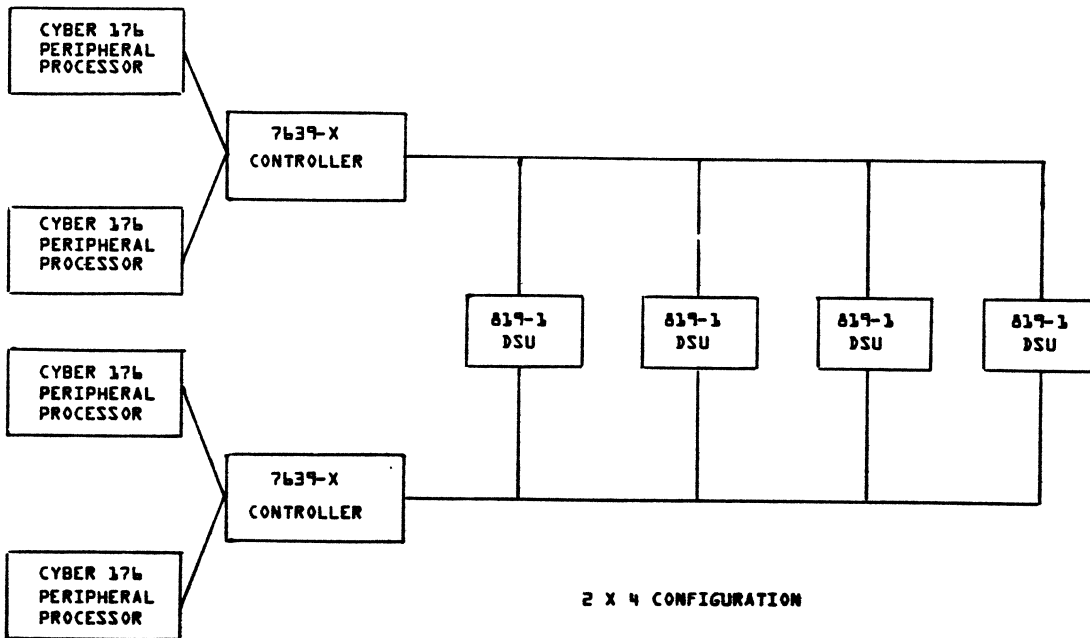 CYBER 176
PERIPHERAL
PROCESSOR
7639-X
CONTROLLER
CYBER 176
PERIPHERAL
PROCESSOR
819-1
DSU
819-1
DSU
819-1
DSU
819-1
DSU
CYBER 176
PERIPHERAL
PROCESSOR
7639-X
CONTROLLER
CYBER 176
PERIPHERAL
PROCESSOR
2 X 4 CONFIGURATION